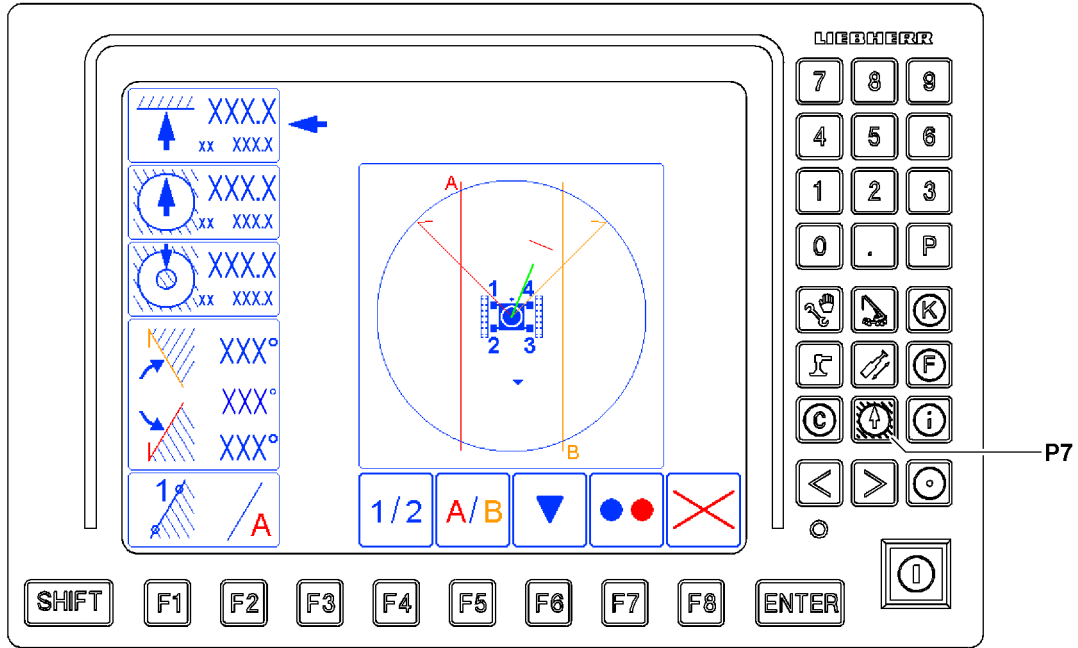 LIEBHERR
XXX.X
xx XXX.X
XXX.X
xx XXX.X
XXX.X
xx XXX.X
XXX°
XXX°
XXX°
1 A
A
1 4
2 3
B
1/2 A/B
7 8 9
4 5 6
1 2 3
0 . P
K
F
C i
P7
< >
SHIFT F1 F2 F3 F4 F5 F6 F7 F8 ENTER